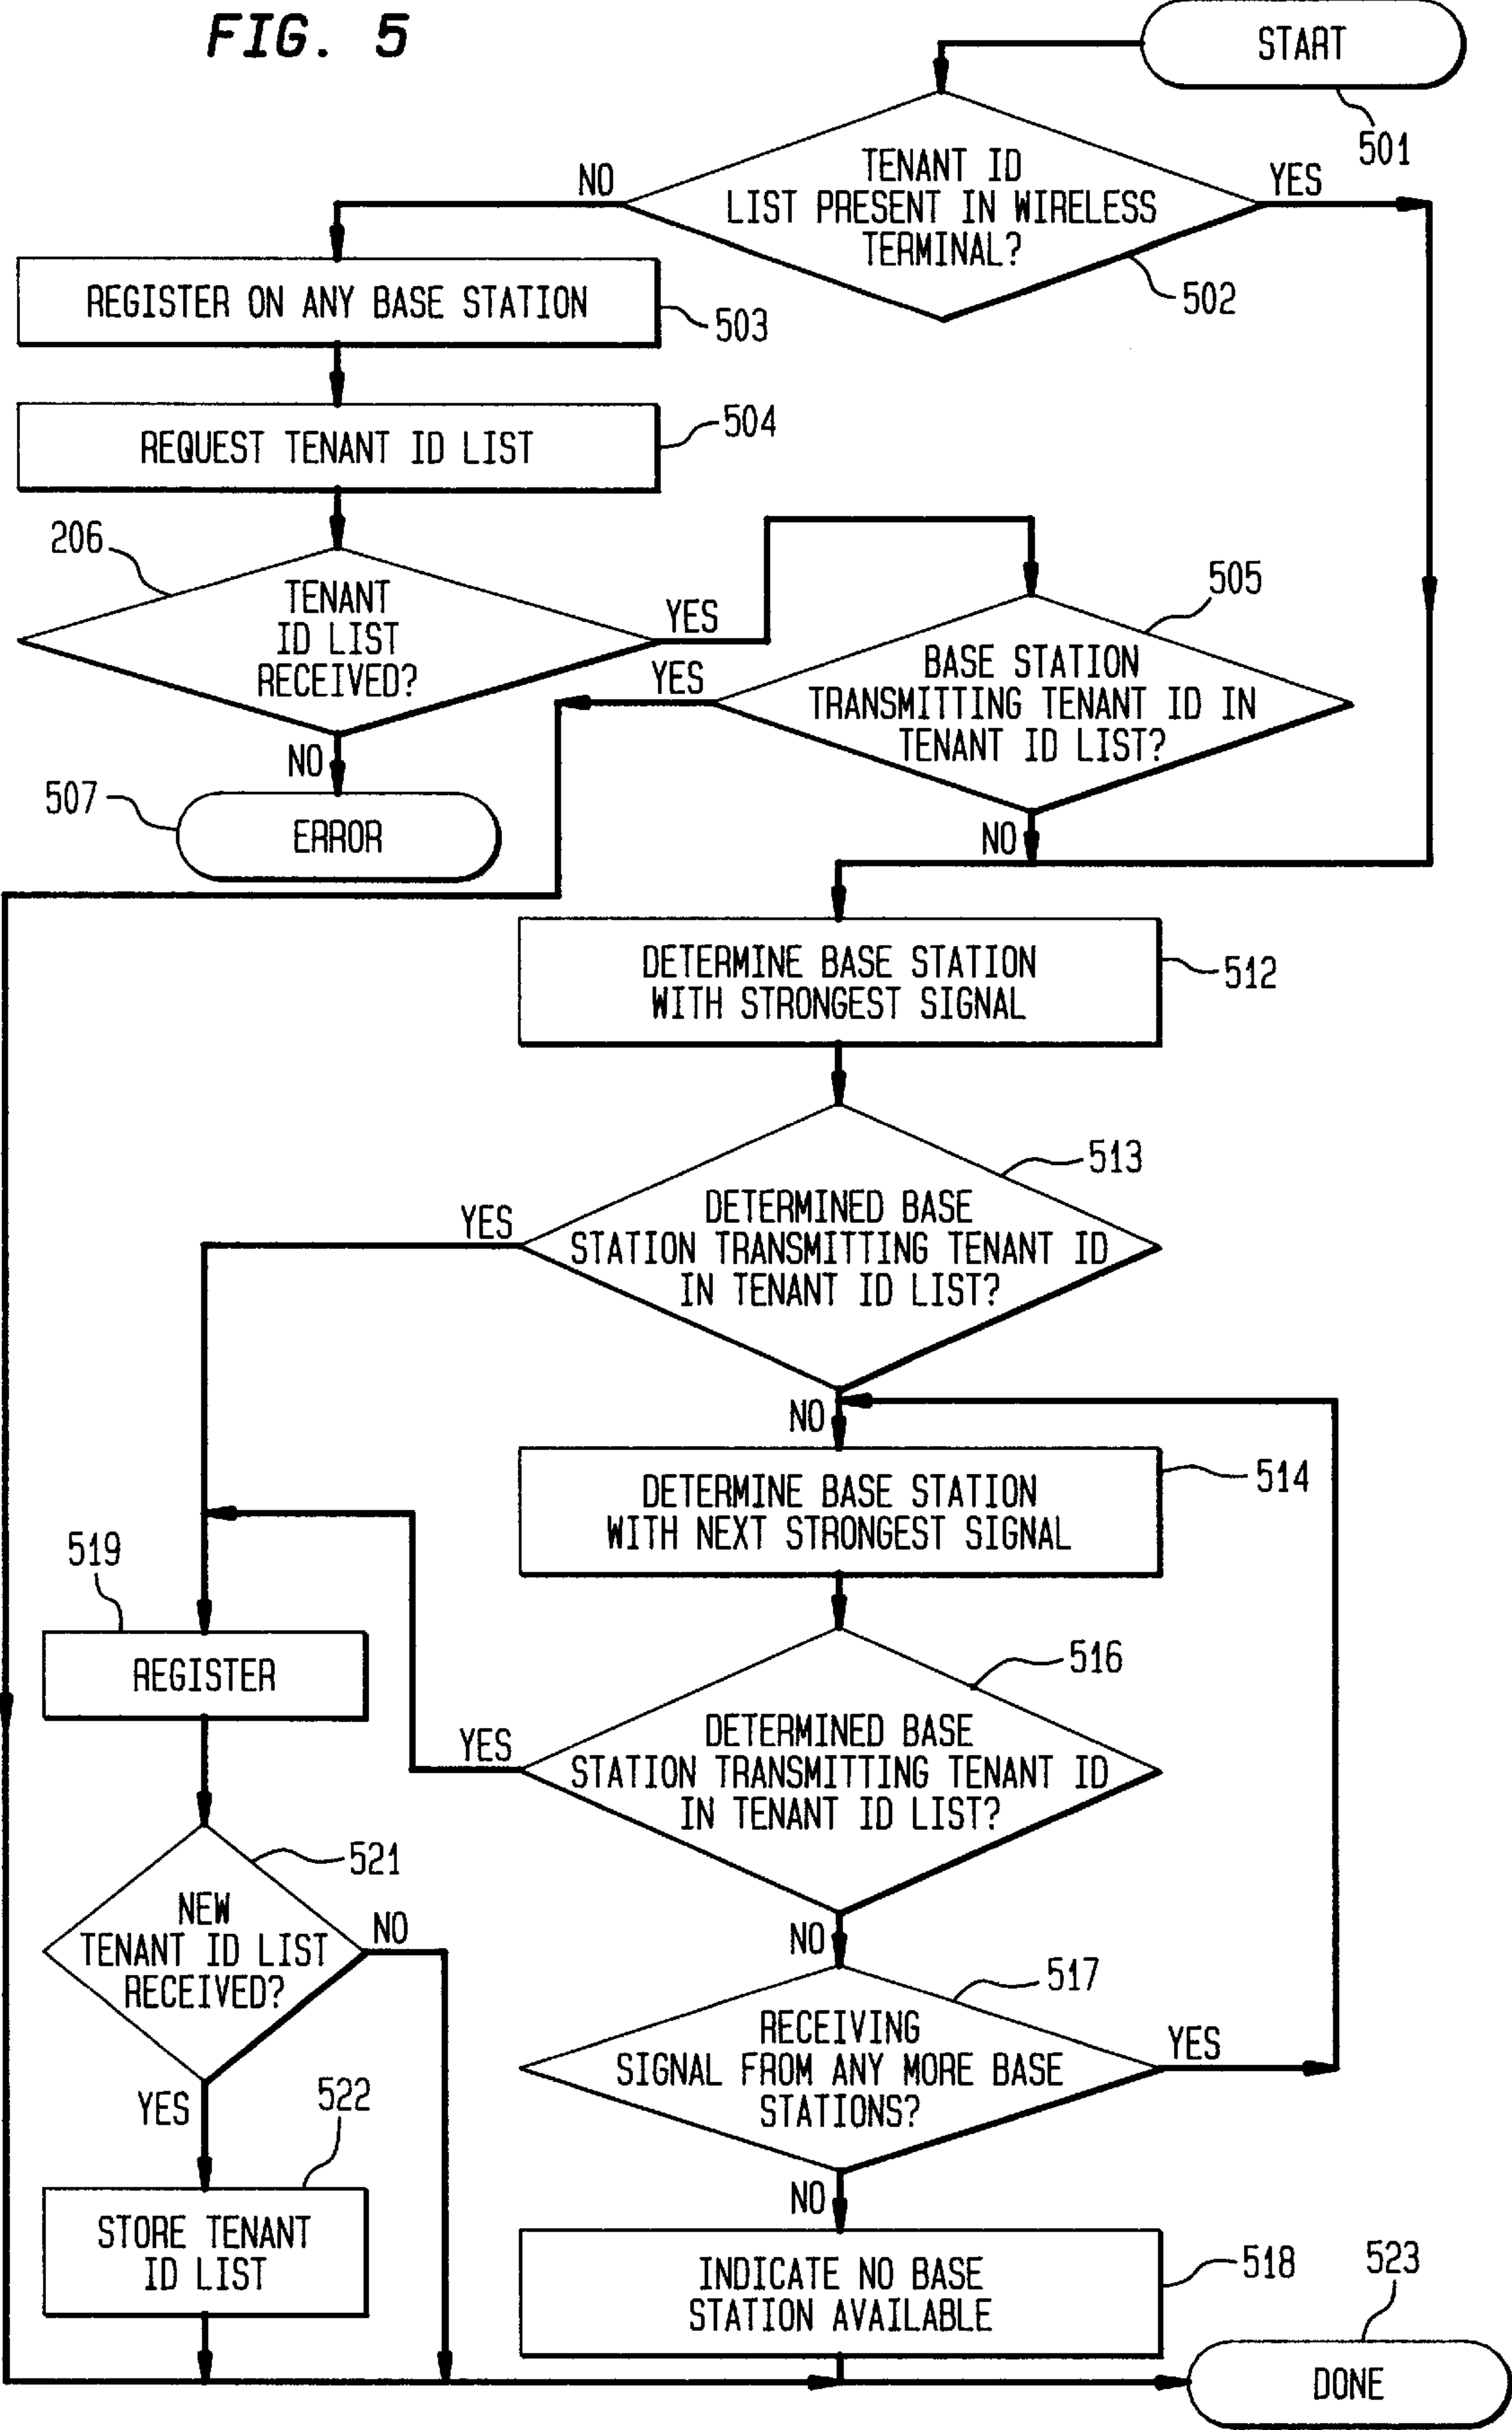 FIG. 5
START
501
TENANT ID
LIST PRESENT IN WIRELESS
TERMINAL?
NO
YES
502
REGISTER ON ANY BASE STATION
503
REQUEST TENANT ID LIST
504
206
TENANT
ID LIST
RECEIVED?
YES
NO
505
BASE STATION
TRANSMITTING TENANT ID IN
TENANT ID LIST?
YES
NO
507
ERROR
DETERMINE BASE STATION
WITH STRONGEST SIGNAL
512
513
DETERMINED BASE
STATION TRANSMITTING TENANT ID
IN TENANT ID LIST?
YES
NO
DETERMINE BASE STATION
WITH NEXT STRONGEST SIGNAL
514
519
REGISTER
516
DETERMINED BASE
STATION TRANSMITTING TENANT ID
IN TENANT ID LIST?
YES
NO
521
NEW
TENANT ID LIST
RECEIVED?
NO
YES
517
RECEIVING
SIGNAL FROM ANY MORE BASE
STATIONS?
YES
NO
522
STORE TENANT
ID LIST
INDICATE NO BASE
STATION AVAILABLE
518
523
DONE